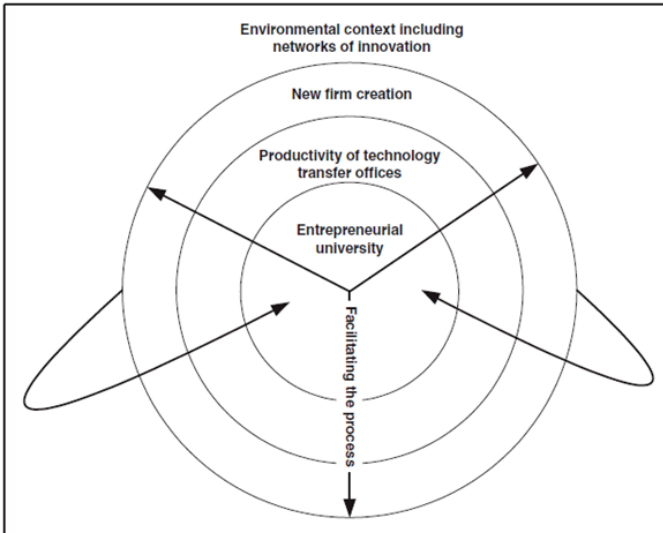 Environmental context including
networks of innovation
New firm creation
Productivity of technology
transfer offices
Entrepreneurial
university
Facilitating the process